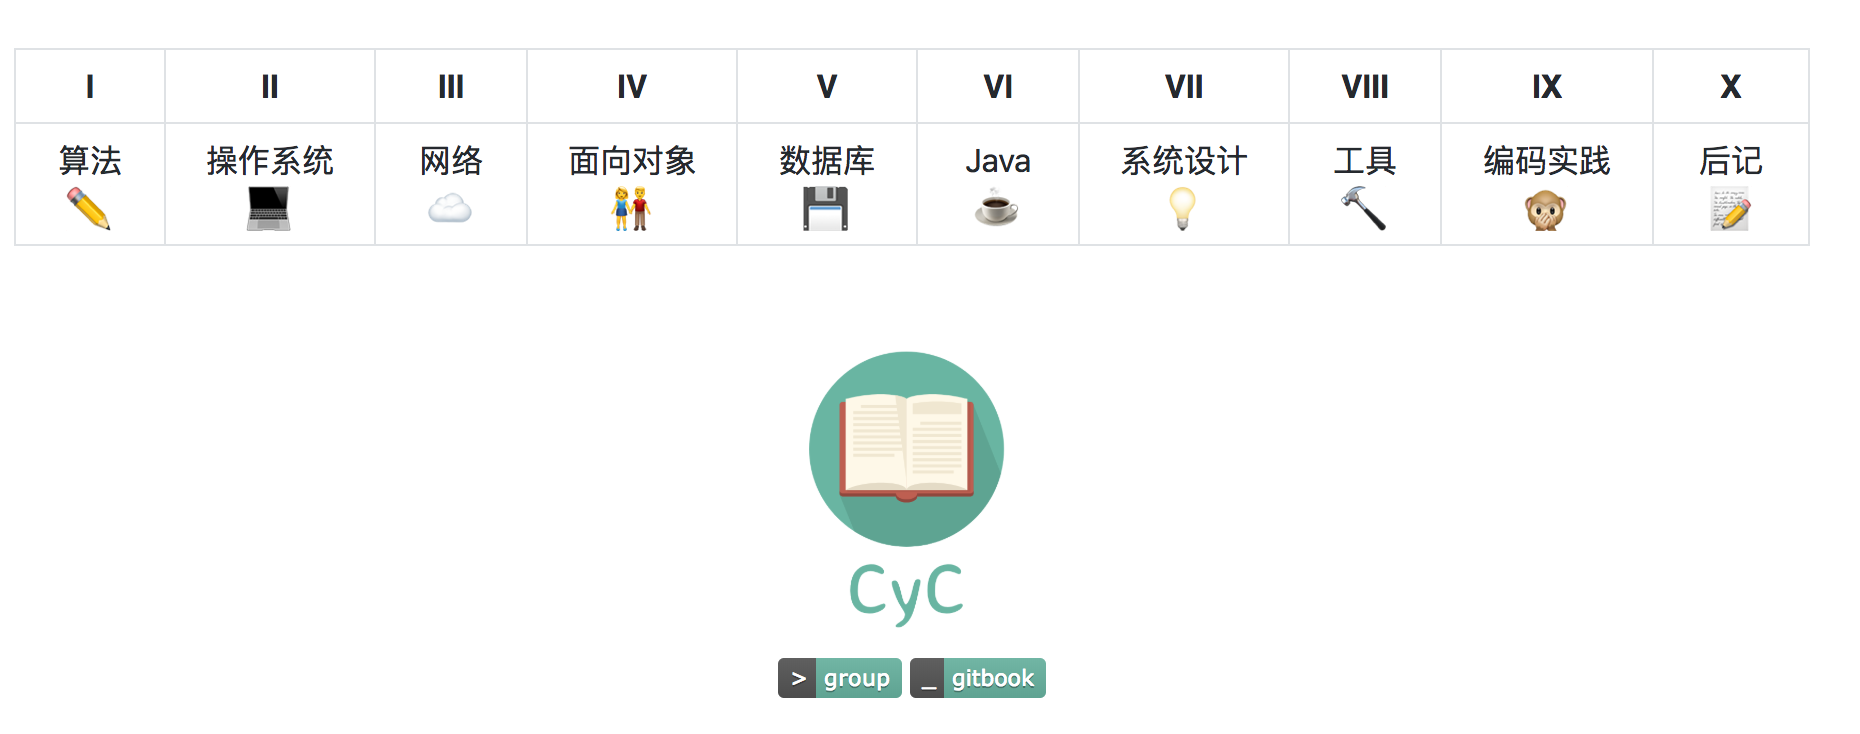 I II III IV V VI VII VIII IX X
算法 操作系统 网络 面向对象 数据库 Java 系统设计 工具 编码实践 后记
CyC
> group _ gitbook